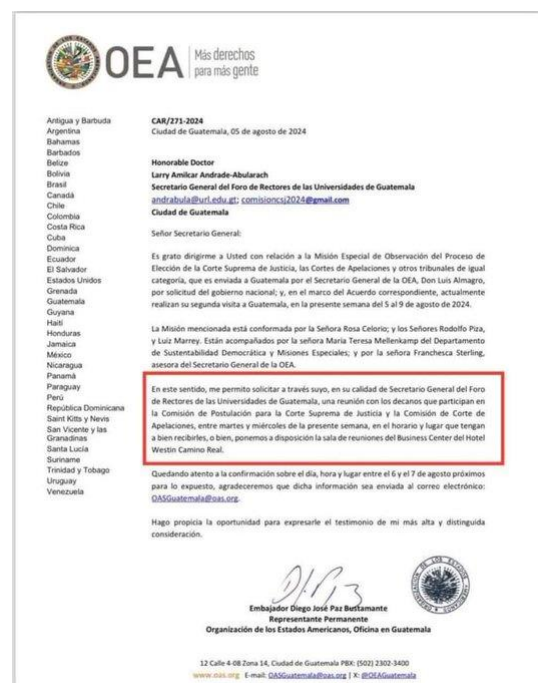 OEA
Más derechos
para más gente
Antigua y Barbuda
Argentina
Bahamas
Barbados
Belize
Bolivia
Brasil
Canadá
Chile
Colombia
Costa Rica
Cuba
Dominica
Ecuador
El Salvador
Estados Unidos
Grenada
Guatemala
Guyana
Haití
Honduras
Jamaica
México
Nicaragua
Panamá
Paraguay
Perú
República Dominicana
Saint Kitts y Nevis
San Vicente y las
Granadinas
Santa Lucía
Suriname
Trinidad y Tobago
Uruguay
Venezuela
CAR/271-2024
Ciudad de Guatemala, 05 de agosto de 2024
Honorable Doctor
Larry Amilcar Andrade-Abularach
Secretario General del Foro de Rectores de las Universidades de Guatemala
andrabula@url.edu.gt; comisioncsj2024@gmail.com
Ciudad de Guatemala
Señor Secretario General:
Es grato dirigirme a Usted con relación a la Misión Especial de Observación del Proceso de
Elección de la Corte Suprema de Justicia, las Cortes de Apelaciones y otros tribunales de igual
categoría, que es enviada a Guatemala por el Secretario General de la OEA, Don Luis Almagro,
por solicitud del gobierno nacional; y, en el marco del Acuerdo correspondiente, actualmente
realizan su segunda visita a Guatemala, en la presente semana del 5 al 9 de agosto de 2024.
La Misión mencionada está conformada por la Señora Rosa Celorio; y los Señores Rodolfo Piza,
y Luiz Marrey. Están acompañados por la señora Maria Teresa Mellenkamp del Departamento
de Sustentabilidad Democrática y Misiones Especiales; y por la señora Franchesca Sterling,
asesora del Secretario General de la OEA.
En este sentido, me permito solicitar a través suyo, en su calidad de Secretario General del Foro
de Rectores de las Universidades de Guatemala, una reunión con los decanos que participan en
la Comisión de Postulación para la Corte Suprema de Justicia y la Comisión de Corte de
Apelaciones, entre martes y miércoles de la presente semana, en el horario y lugar que tengan
a bien recibirles, o bien, ponemos a disposición la sala de reuniones del Business Center del Hotel
Westin Camino Real.
Quedando atento a la confirmación sobre el día, hora y lugar entre el 6 y el 7 de agosto próximos
para lo expuesto, agradeceremos que dicha información sea enviada al correo electrónico:
OASGuatemala@oas.org.
Hago propicia la oportunidad para expresarle el testimonio de mi más alta y distinguida
consideración.
Embajador Diego José Paz Bustamante
Representante Permanente
Organización de los Estados Americanos, Oficina en Guatemala
12 Calle 4-08 Zona 14, Ciudad de Guatemala PBX: (502) 2302-3400
www.oas.org E-mail: OASGuatemala@oas.org | X: @OEAGuatemala